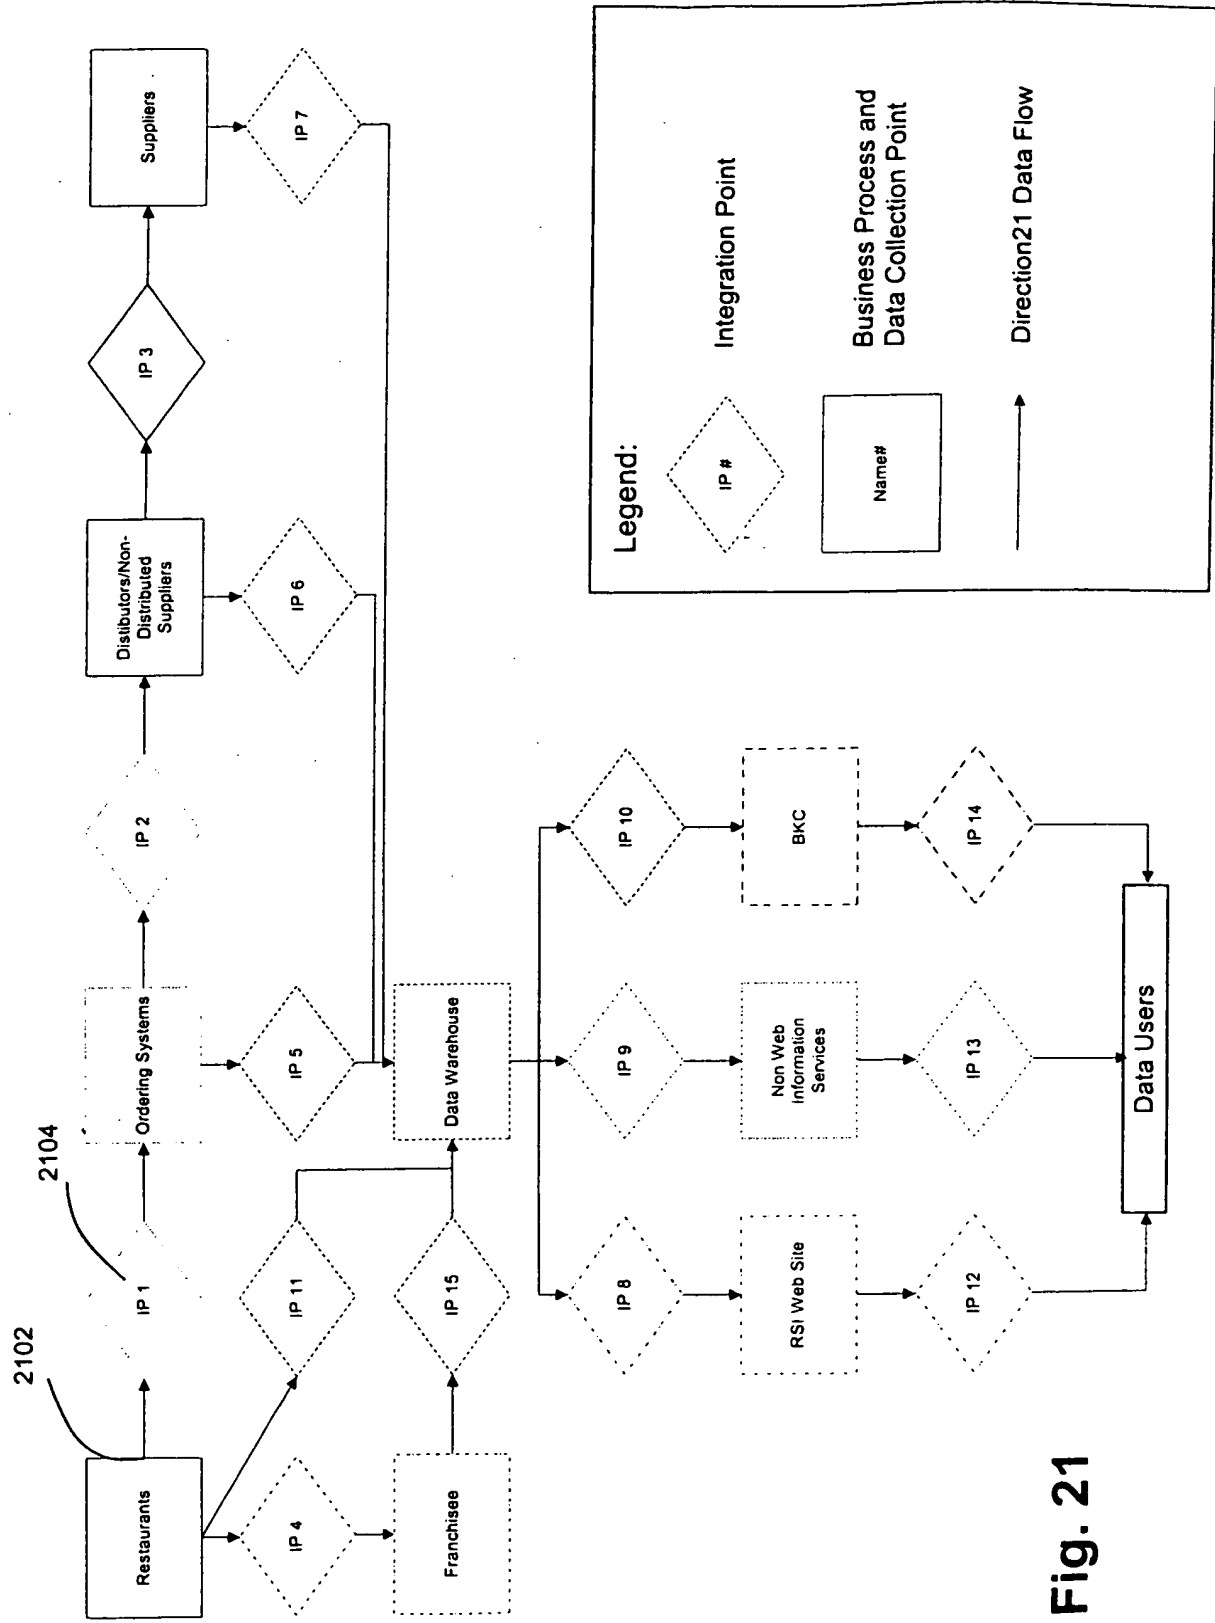 2102
2104
Restaurants
IP 1
Ordering Systems
IP 2
Distibutors/Non-
Distributed
Suppliers
IP 3
Suppliers
IP 4
IP 11
IP 5
IP 6
IP 7
Franchisee
IP 15
Data Warehouse
IP 8
IP 9
IP 10
RSI Web Site
Non Web
Information
Services
BKC
IP 12
IP 13
IP 14
Data Users
Legend:
IP #
Integration Point
Name#
Business Process and
Data Collection Point
Direction21 Data Flow
Fig. 21